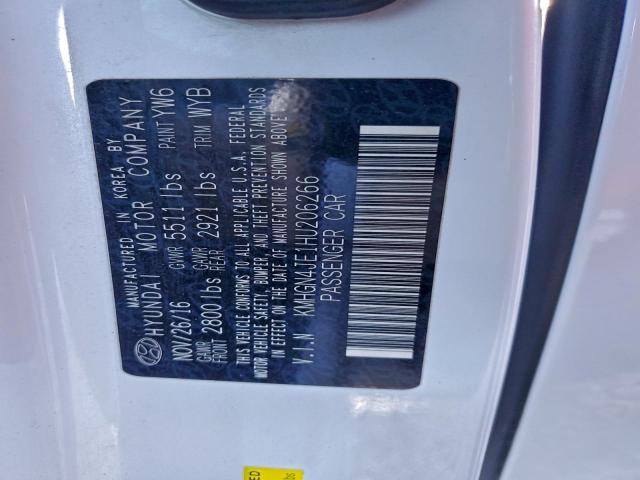 MANUFACTURED IN KOREA BY
HYUNDAI MOTOR COMPANY
NOV/26/16 GVWR 5511 lbs PAINT YW6
GAWR FRONT 2800 lbs GAWR REAR 2921 lbs TRIM WYB
THIS VEHICLE CONFORMS TO ALL APPLICABLE U.S.A. FEDERAL
MOTOR VEHICLE SAFETY, BUMPER, AND THEFT PREVENTION STANDARDS
IN EFFECT ON THE DATE OF MANUFACTURE SHOWN ABOVE
V.I.N KMHGN4JE1HU206266
PASSENGER CAR